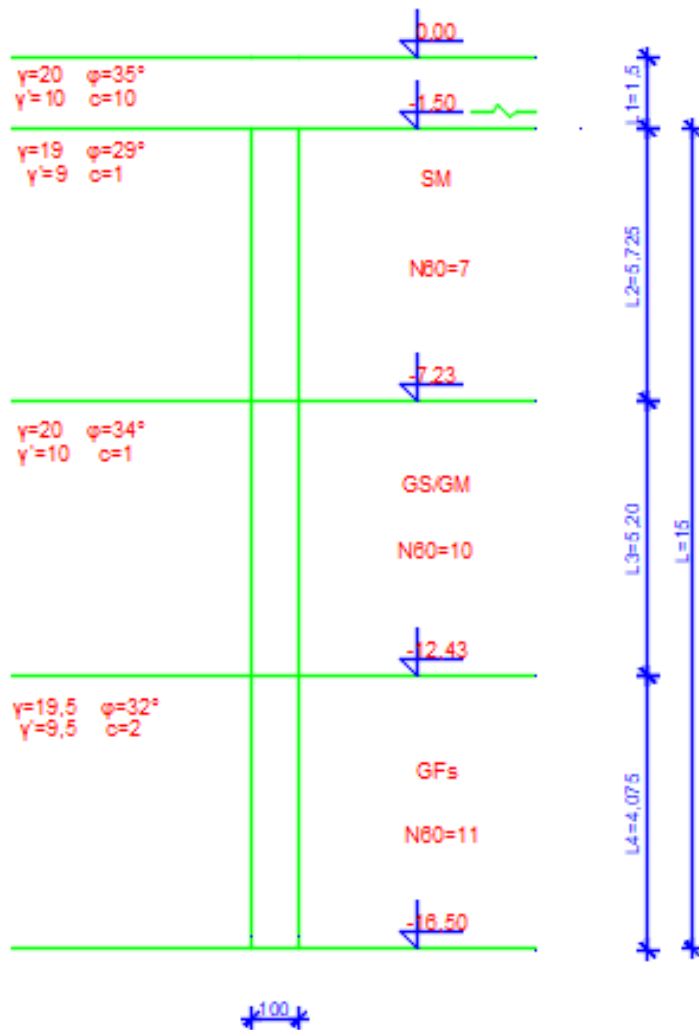 0.00
γ=20 φ=35°
γ'=10 c=10
L1=1,5
-1.50
γ=19 φ=29°
γ'=9 c=1
SM
N60=7
L2=5,725
-7.23
γ=20 φ=34°
γ'=10 c=1
GS/GM
N60=10
L3=5,20
L=15
-12.43
γ=19,5 φ=32°
γ'=9,5 c=2
GFs
N60=11
L4=4,075
-16.50
100